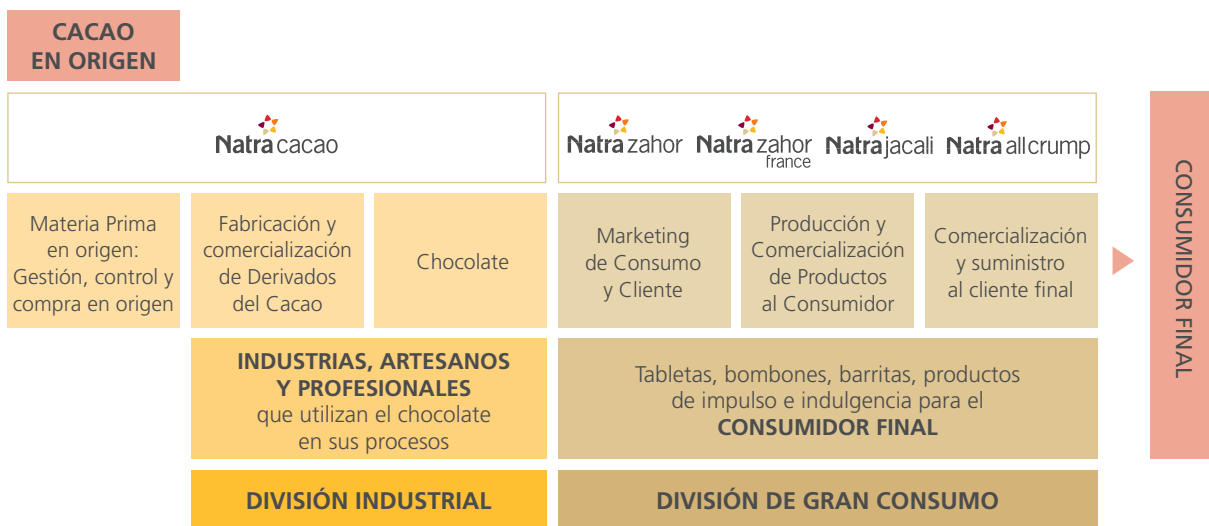 CACAO
EN ORIGEN
Natra cacao
Natra zahor
Natra zahor
france
Natra jacali
Natra allcrump
Materia Prima
en origen:
Gestión, control y
compra en origen
Fabricación y
comercialización
de Derivados
del Cacao
Chocolate
Marketing
de Consumo
y Cliente
Producción y
Comercialización
de Productos
al Consumidor
Comercialización
y suministro
al cliente final
CONSUMIDOR FINAL
INDUSTRIAS, ARTESANOS
Y PROFESIONALES
que utilizan el chocolate
en sus procesos
Tabletas, bombones, barritas, productos
de impulso e indulgencia para el
CONSUMIDOR FINAL
DIVISIÓN INDUSTRIAL
DIVISIÓN DE GRAN CONSUMO